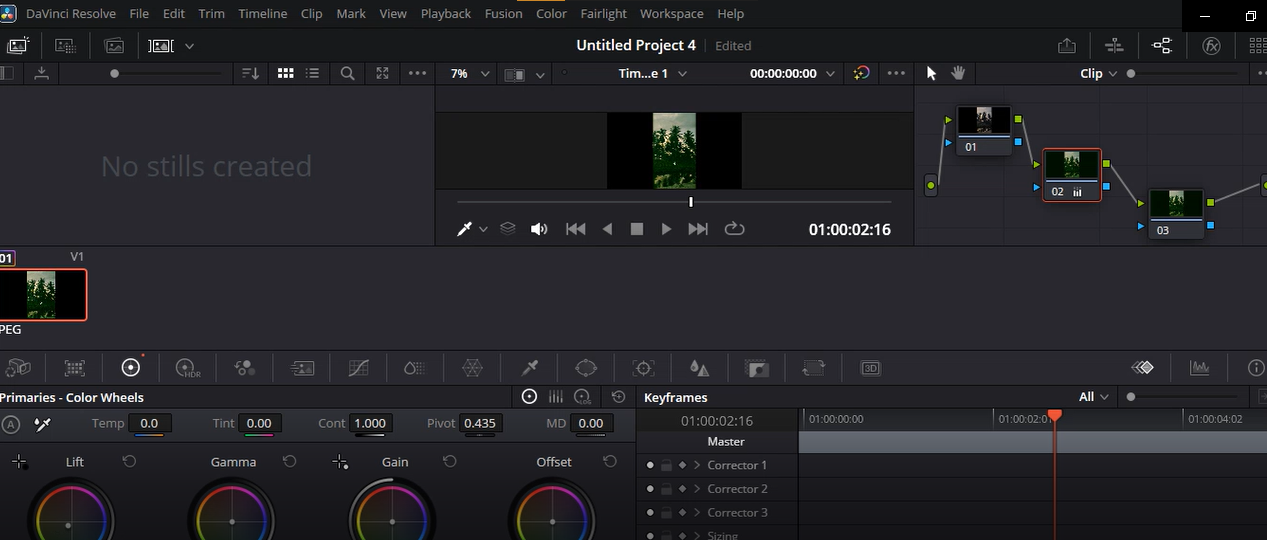 DaVinci Resolve File Edit Trim Timeline Clip Mark View Playback Fusion Color Fairlight Workspace Help
Untitled Project 4 Edited
7% Tim...e 1 00:00:00:00 Clip
No stills created
01
02
03
01:00:02:16
01 V1
PEG
HDR
3D
Primaries - Color Wheels
LOG
Keyframes All
A Temp 0.0 Tint 0.00 Cont 1.000 Pivot 0.435 MD 0.00
01:00:02:16 01:00:00:00 01:00:02:01 01:00:04:02
Master
Lift Gamma Gain Offset
Corrector 1
Corrector 2
Corrector 3
Sizing